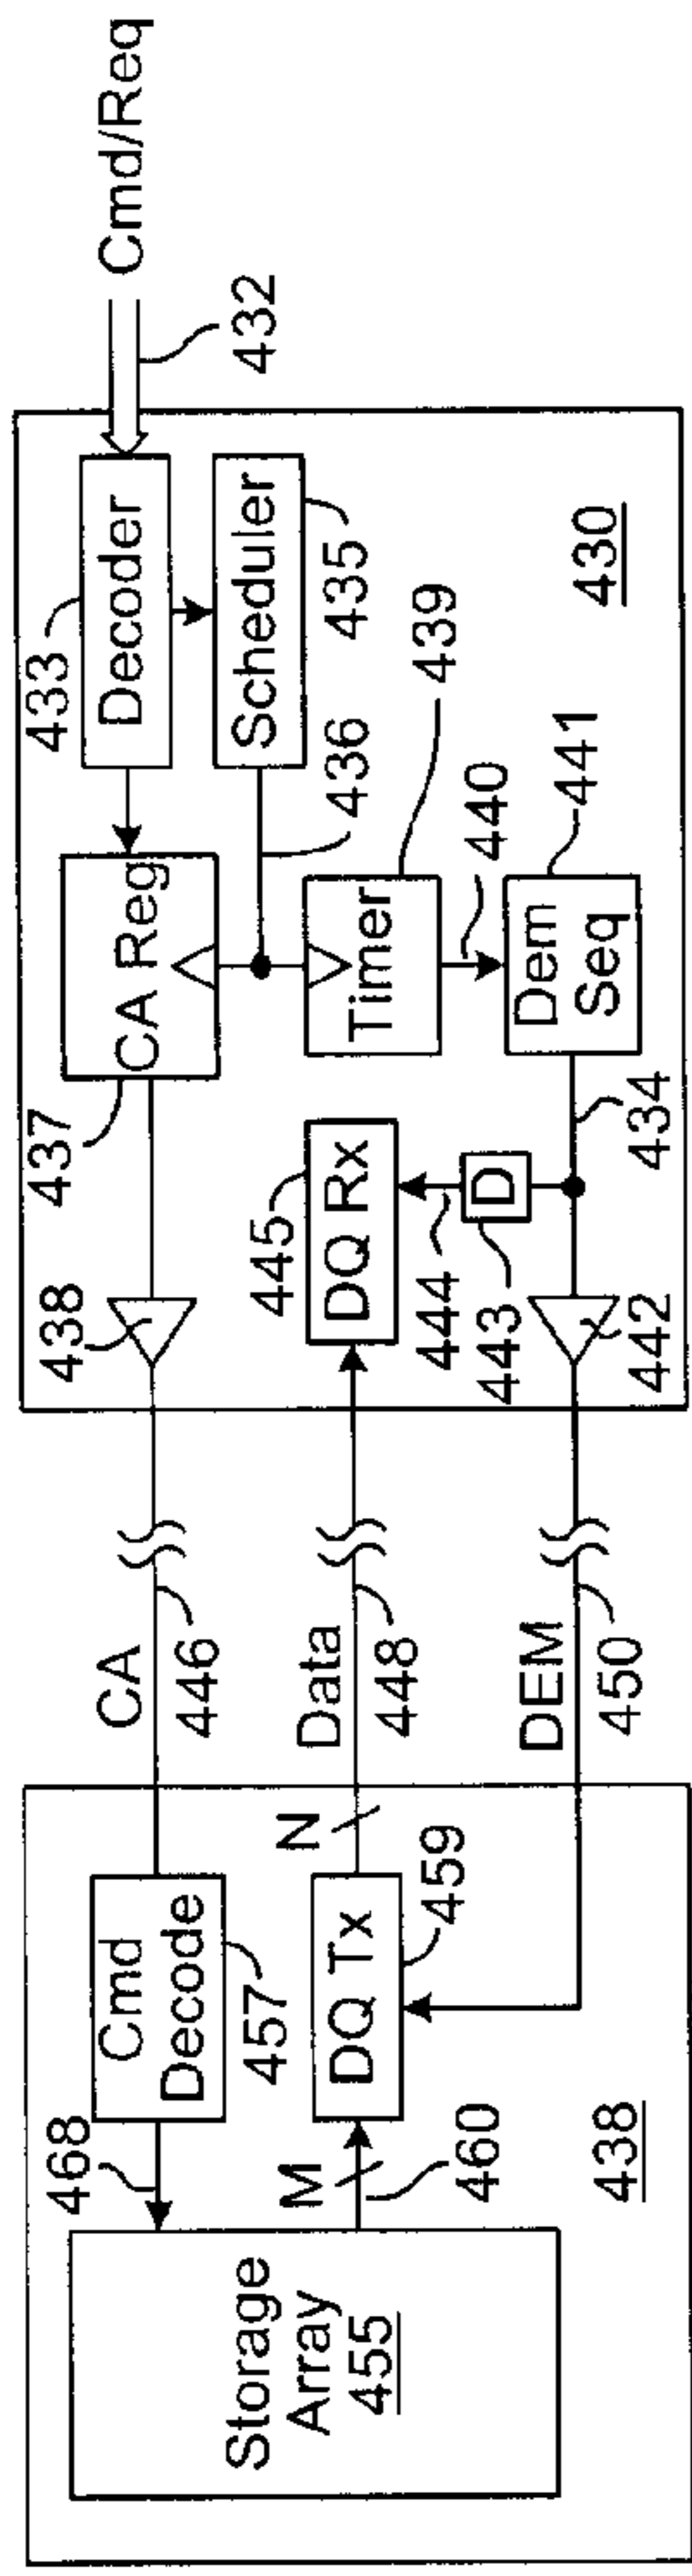 Storage
Array
455
468
Cmd
Decode
457
M
460
DQ Tx
459
N
438
CA
446
Data
448
DEM
450
438
437
CA Reg
433
Decoder
Cmd/Req
432
Scheduler
435
436
445
DQ Rx
444
443
D
442
434
Timer
439
440
Dem
Seq
441
430